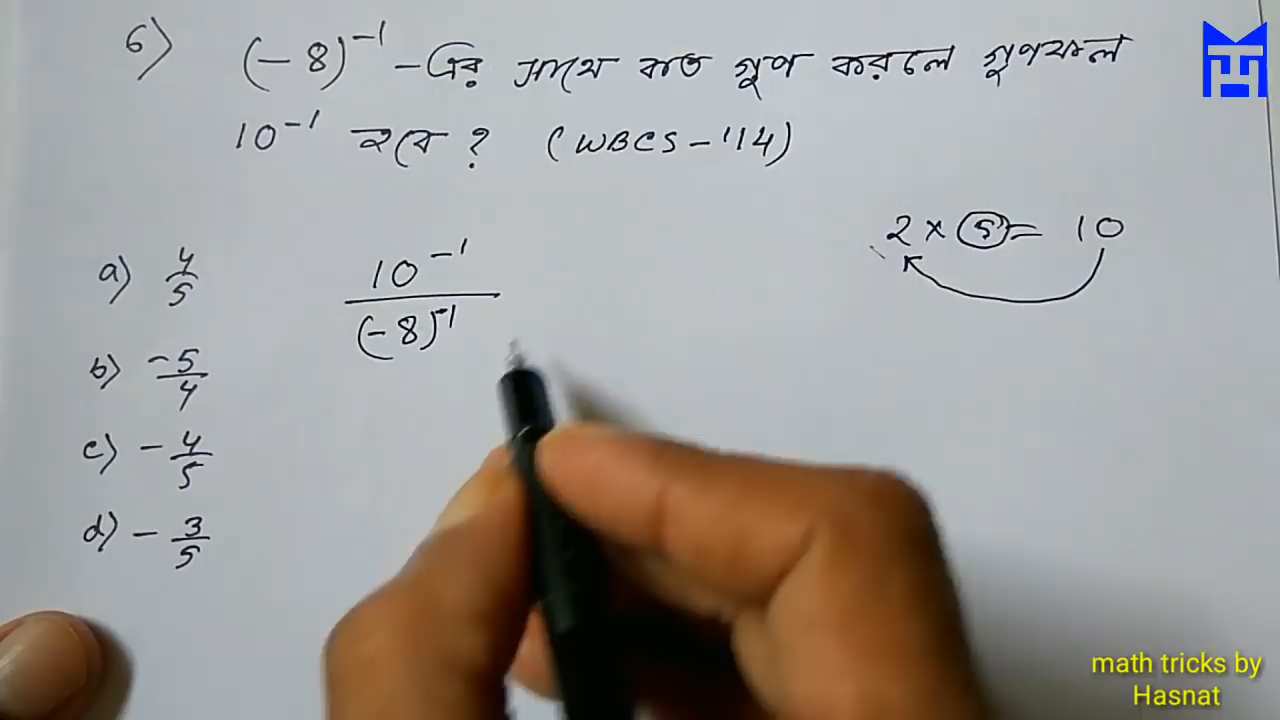 6) (-8)⁻¹ -এর সাথে কত গুণ করলে গুণফল
10⁻¹ হবে ? (WBCS - '14)
2 × 5 = 10
a) 4/5
10⁻¹/(-8)⁻¹
b) -5/4
c) - 4/5
d) - 3/5
math tricks by
Hasnat